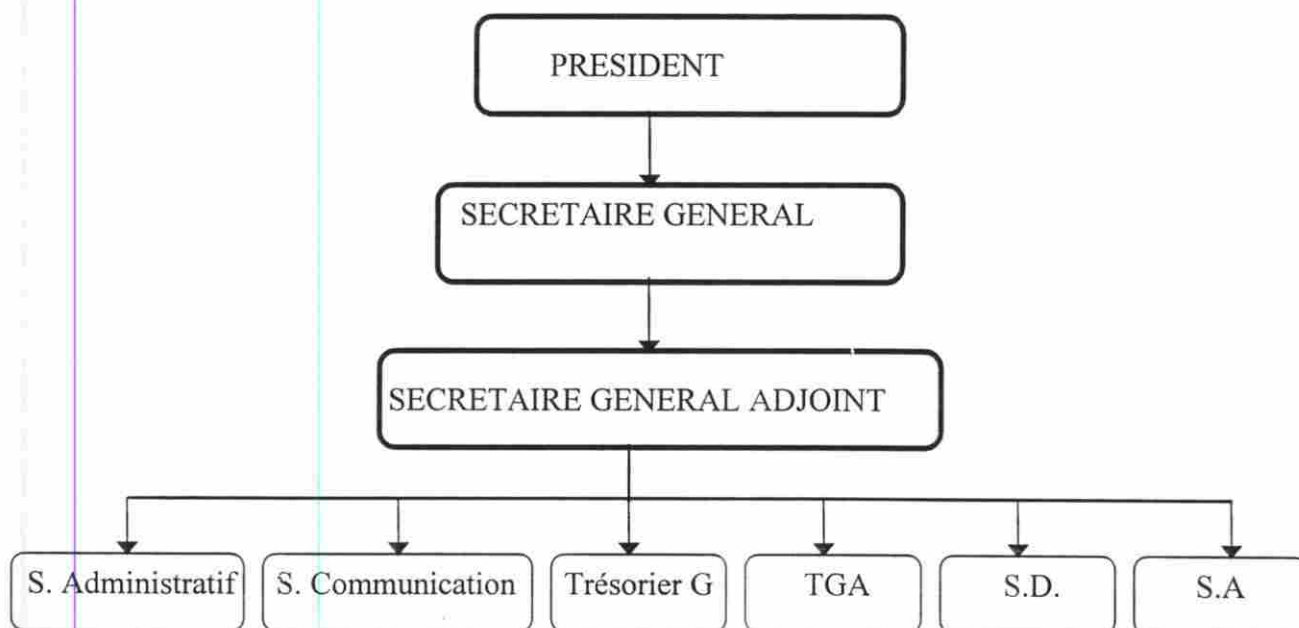 PRESIDENT
SECRETAIRE GENERAL
SECRETAIRE GENERAL ADJOINT
S. Administratif
S. Communication
Trésorier G
TGA
S.D.
S.A